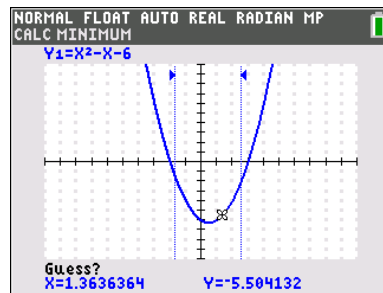 NORMAL FLOAT AUTO REAL RADIAN MP
CALC MINIMUM
Y₁=X²-X-6
Guess?
X=1.3636364 Y=⁻5.504132